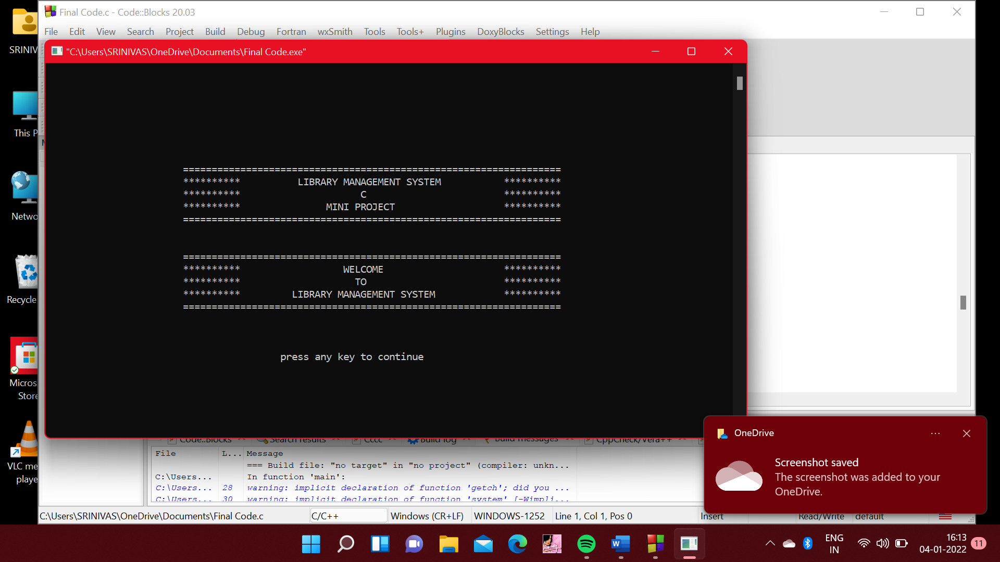 Final Code.c - Code::Blocks 20.03
File Edit View Search Project Build Debug Fortran wxSmith Tools Tools+ Plugins DoxyBlocks Settings Help
"C:\Users\SRINIVAS\OneDrive\Documents\Final Code.exe"
SRINIV
This P
Netwo
Recycle
Micros
Store
VLC me
playe
==================================================================
********** LIBRARY MANAGEMENT SYSTEM **********
********** C **********
********** MINI PROJECT **********
==================================================================
==================================================================
********** WELCOME **********
********** TO **********
********** LIBRARY MANAGEMENT SYSTEM **********
==================================================================
press any key to continue
Code::Blocks Search results Cccc Build log Build messages CppCheck/Vera++
File L... Message
=== Build file: "no target" in "no project" (compiler: unkn...
C:\Users... In function 'main':
C:\Users... 28 warning: implicit declaration of function 'getch'; did you ...
C:\Users... 30 warning: implicit declaration of function 'system' [-Wimpli...
OneDrive
Screenshot saved
The screenshot was added to your
OneDrive.
C:\Users\SRINIVAS\OneDrive\Documents\Final Code.c C/C++ Windows (CR+LF) WINDOWS-1252 Line 1, Col 1, Pos 0 Insert Read/Write default
ENG
IN
16:13
04-01-2022
11